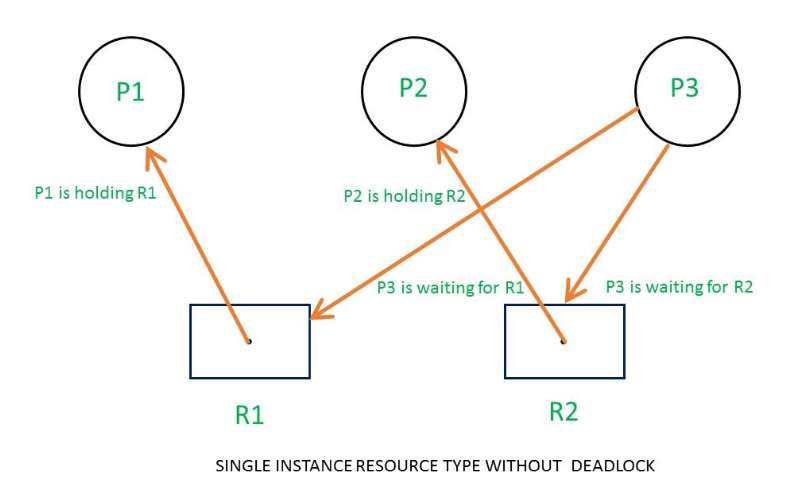 P1
P2
P3
P1 is holding R1
P2 is holding R2
P3 is waiting for R1
P3 is waiting for R2
R1
R2
SINGLE INSTANCE RESOURCE TYPE WITHOUT DEADLOCK